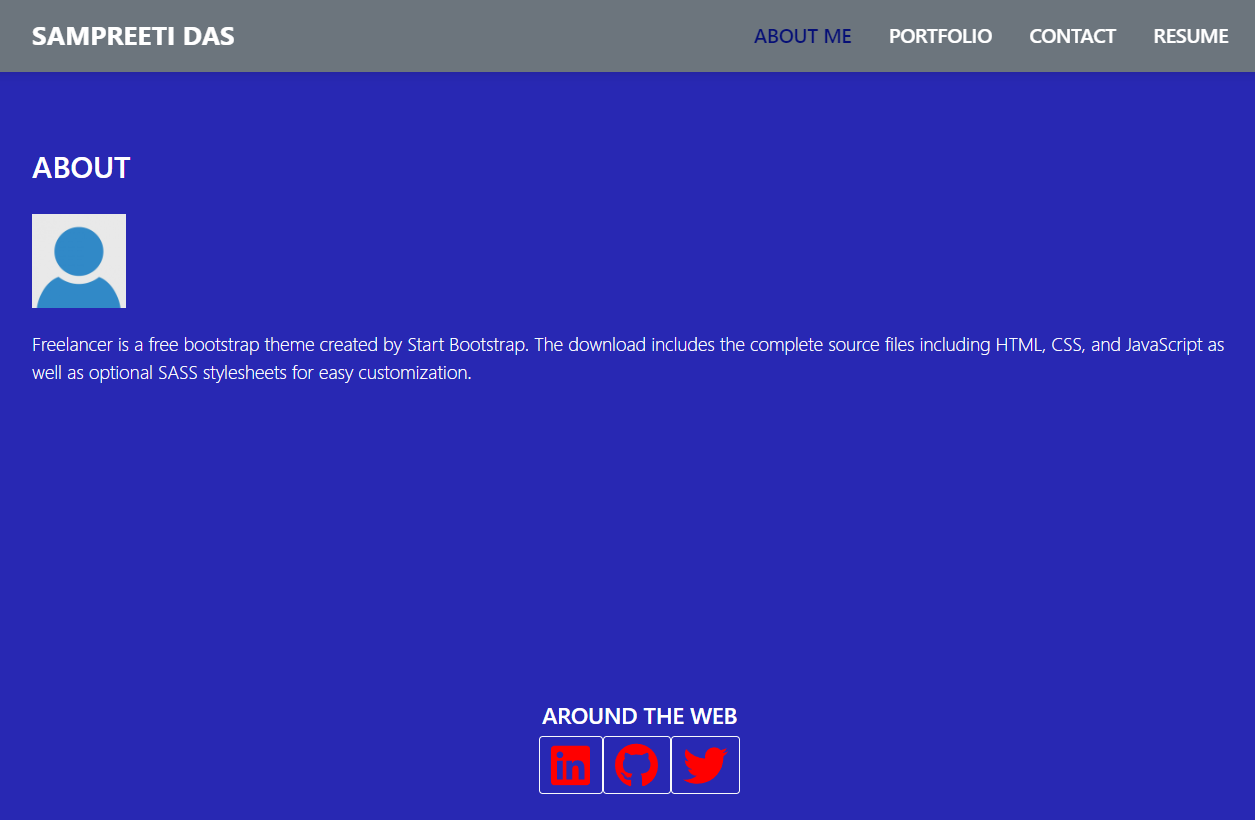 SAMPREETI DAS
ABOUT ME PORTFOLIO CONTACT RESUME
ABOUT
Freelancer is a free bootstrap theme created by Start Bootstrap. The download includes the complete source files including HTML, CSS, and JavaScript as
well as optional SASS stylesheets for easy customization.
AROUND THE WEB
in